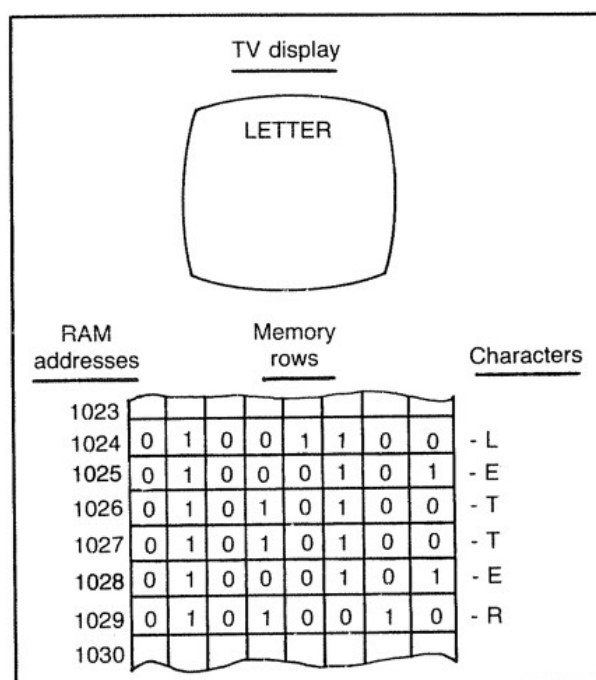 TV display
LETTER
RAM addresses
Memory rows
Characters
1023
1024 0 1 0 0 1 1 0 0 - L
1025 0 1 0 0 0 1 0 1 - E
1026 0 1 0 1 0 1 0 0 - T
1027 0 1 0 1 0 1 0 0 - T
1028 0 1 0 0 0 1 0 1 - E
1029 0 1 0 1 0 0 1 0 - R
1030